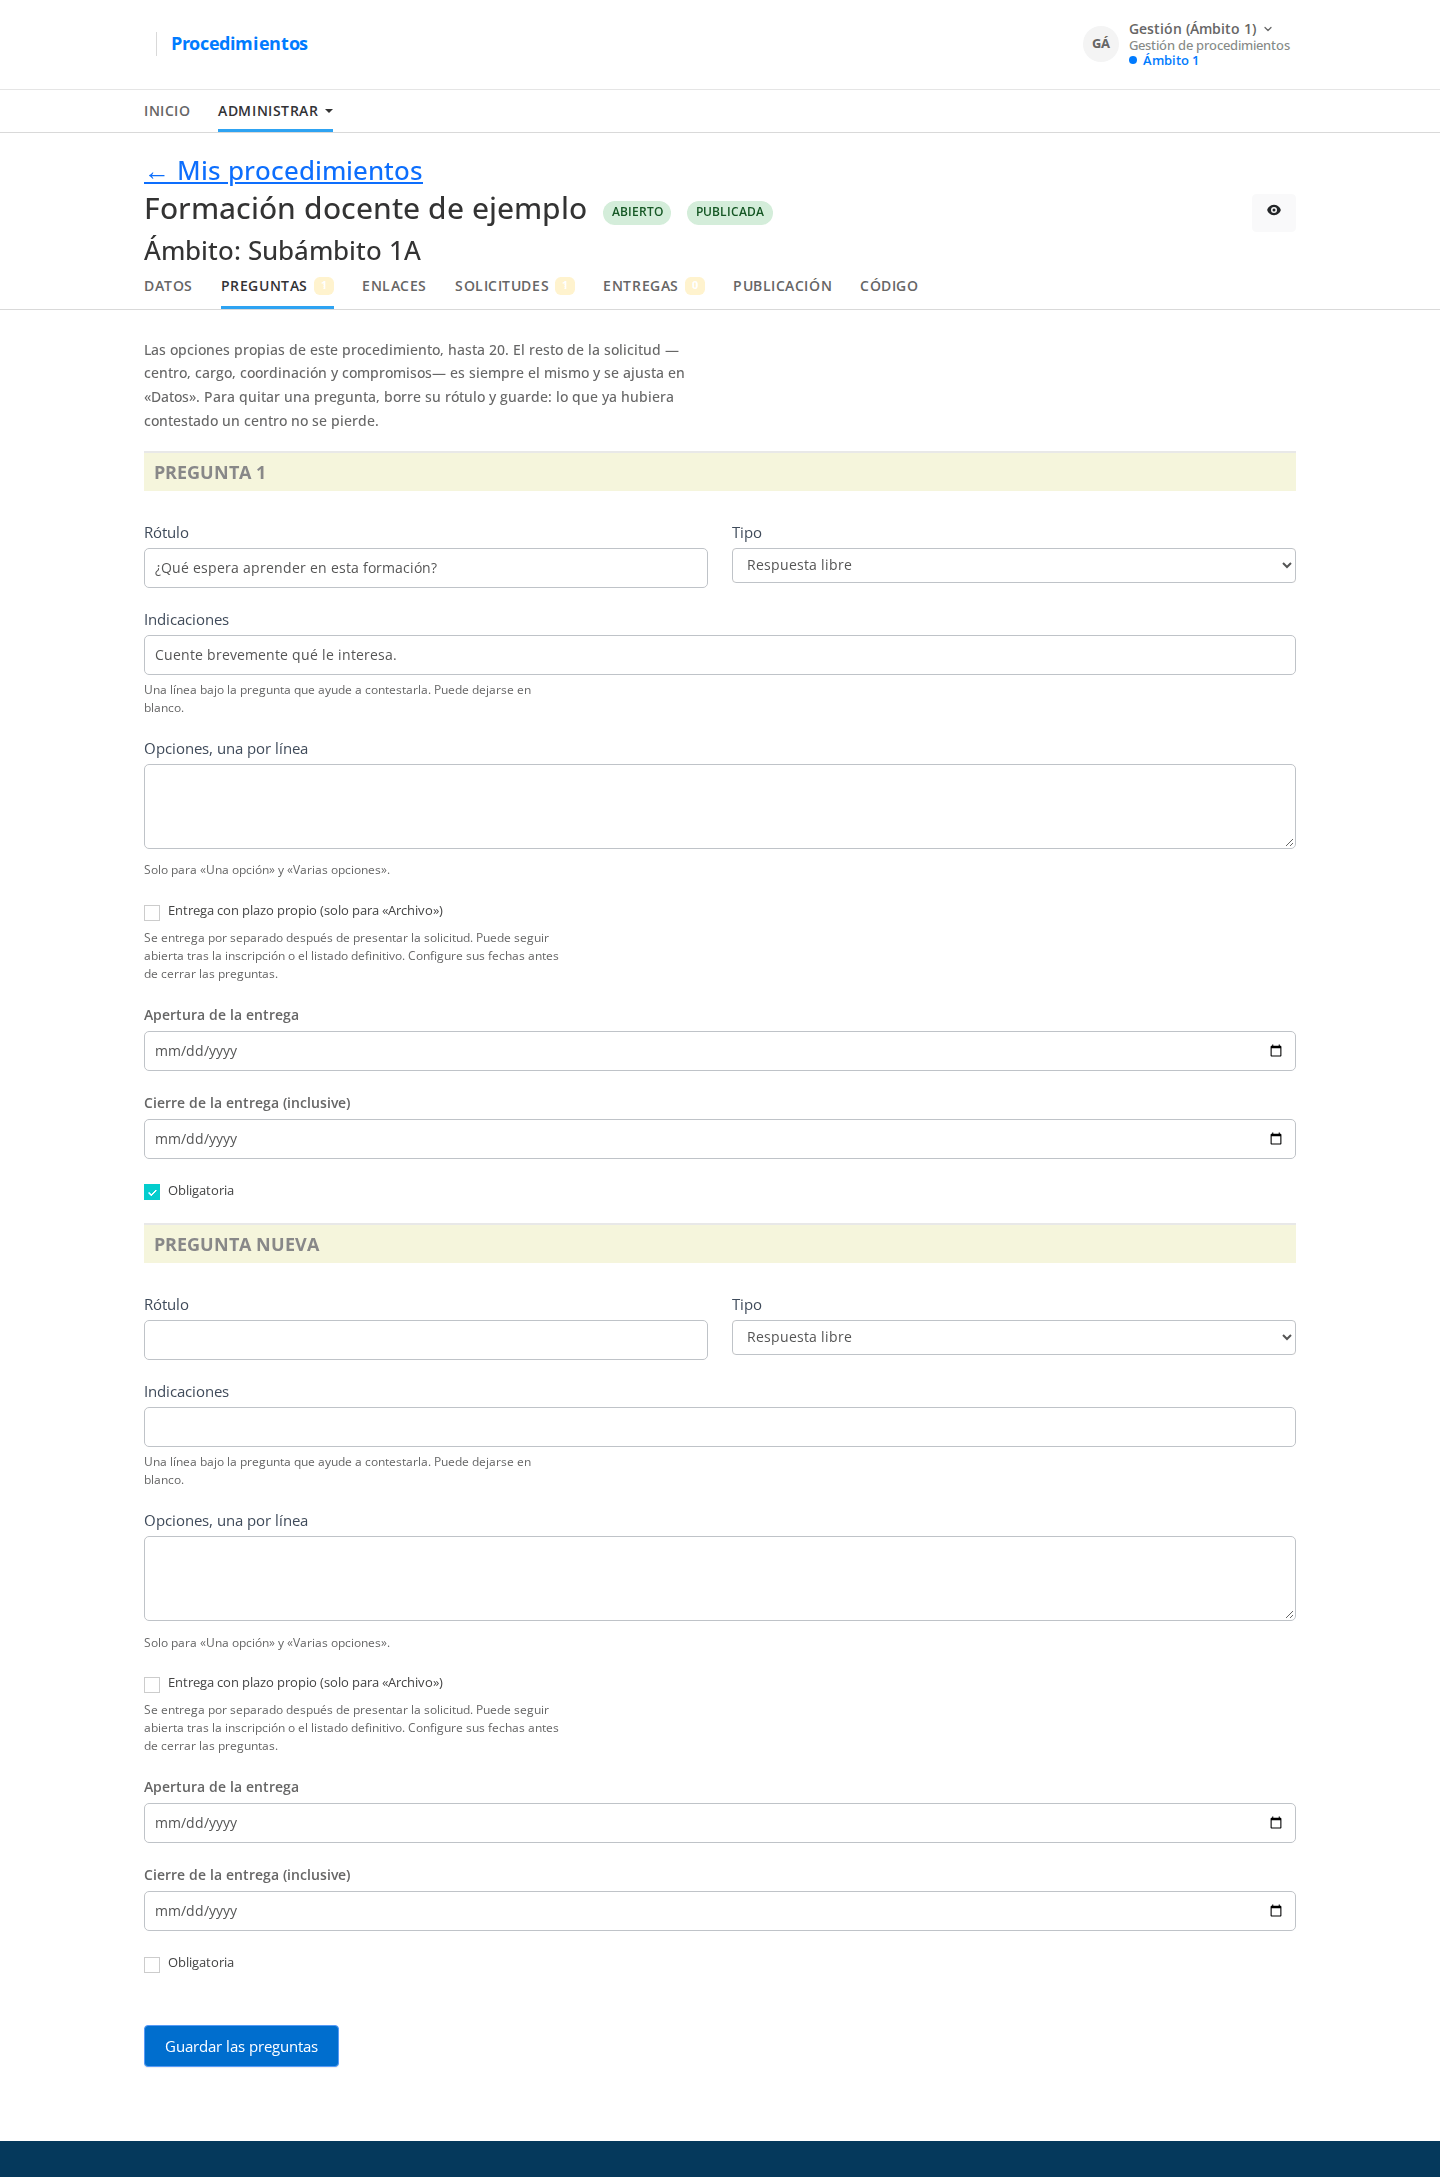 Procedimientos
GÁ
Gestión (Ámbito 1)
Gestión de procedimientos
Ámbito 1
INICIO
ADMINISTRAR
← Mis procedimientos
Formación docente de ejemplo
ABIERTO
PUBLICADA
Ámbito: Subámbito 1A
DATOS
PREGUNTAS 1
ENLACES
SOLICITUDES 1
ENTREGAS 0
PUBLICACIÓN
CÓDIGO
Las opciones propias de este procedimiento, hasta 20. El resto de la solicitud —
centro, cargo, coordinación y compromisos— es siempre el mismo y se ajusta en
«Datos». Para quitar una pregunta, borre su rótulo y guarde: lo que ya hubiera
contestado un centro no se pierde.
PREGUNTA 1
Rótulo
Tipo
¿Qué espera aprender en esta formación?
Respuesta libre
Indicaciones
Cuente brevemente qué le interesa.
Una línea bajo la pregunta que ayude a contestarla. Puede dejarse en
blanco.
Opciones, una por línea
Solo para «Una opción» y «Varias opciones».
Entrega con plazo propio (solo para «Archivo»)
Se entrega por separado después de presentar la solicitud. Puede seguir
abierta tras la inscripción o el listado definitivo. Configure sus fechas antes
de cerrar las preguntas.
Apertura de la entrega
mm/dd/yyyy
Cierre de la entrega (inclusive)
mm/dd/yyyy
Obligatoria
PREGUNTA NUEVA
Rótulo
Tipo
Respuesta libre
Indicaciones
Una línea bajo la pregunta que ayude a contestarla. Puede dejarse en
blanco.
Opciones, una por línea
Solo para «Una opción» y «Varias opciones».
Entrega con plazo propio (solo para «Archivo»)
Se entrega por separado después de presentar la solicitud. Puede seguir
abierta tras la inscripción o el listado definitivo. Configure sus fechas antes
de cerrar las preguntas.
Apertura de la entrega
mm/dd/yyyy
Cierre de la entrega (inclusive)
mm/dd/yyyy
Obligatoria
Guardar las preguntas